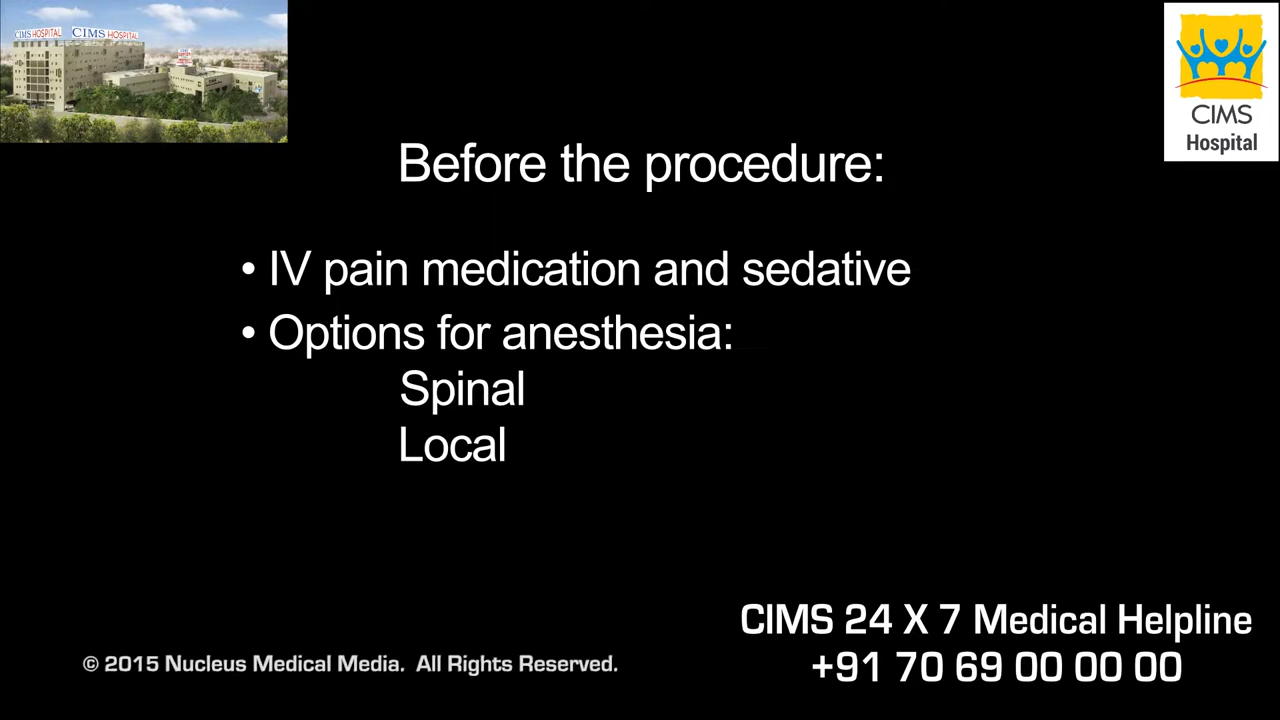 CIMS HOSPITAL CIMS HOSPITAL
CIMS
Hospital
Before the procedure:
• IV pain medication and sedative
• Options for anesthesia:
Spinal
Local
CIMS 24 X 7 Medical Helpline
+91 70 69 00 00 00
© 2015 Nucleus Medical Media. All Rights Reserved.